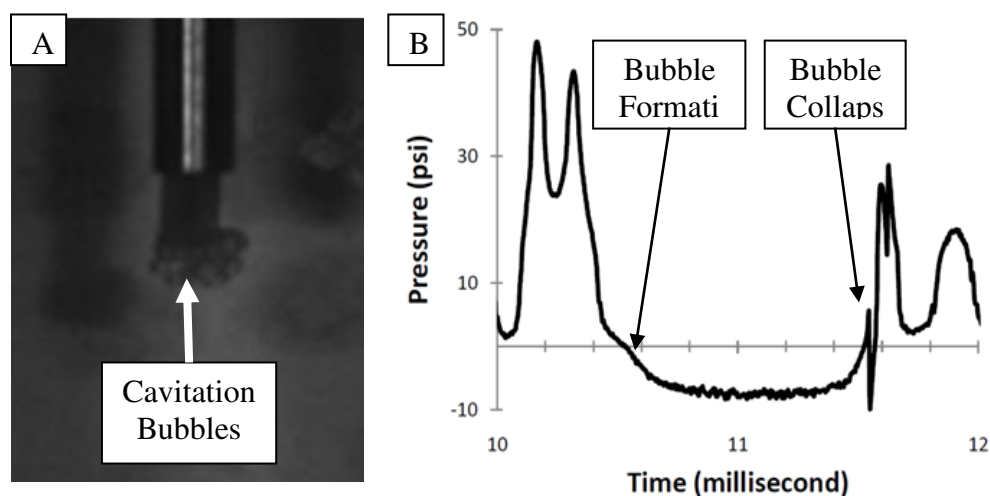 A
Cavitation
Bubbles
B
Bubble
Formati
Bubble
Collaps
Pressure (psi)
50
30
10
-10
10
11
12
Time (millisecond)